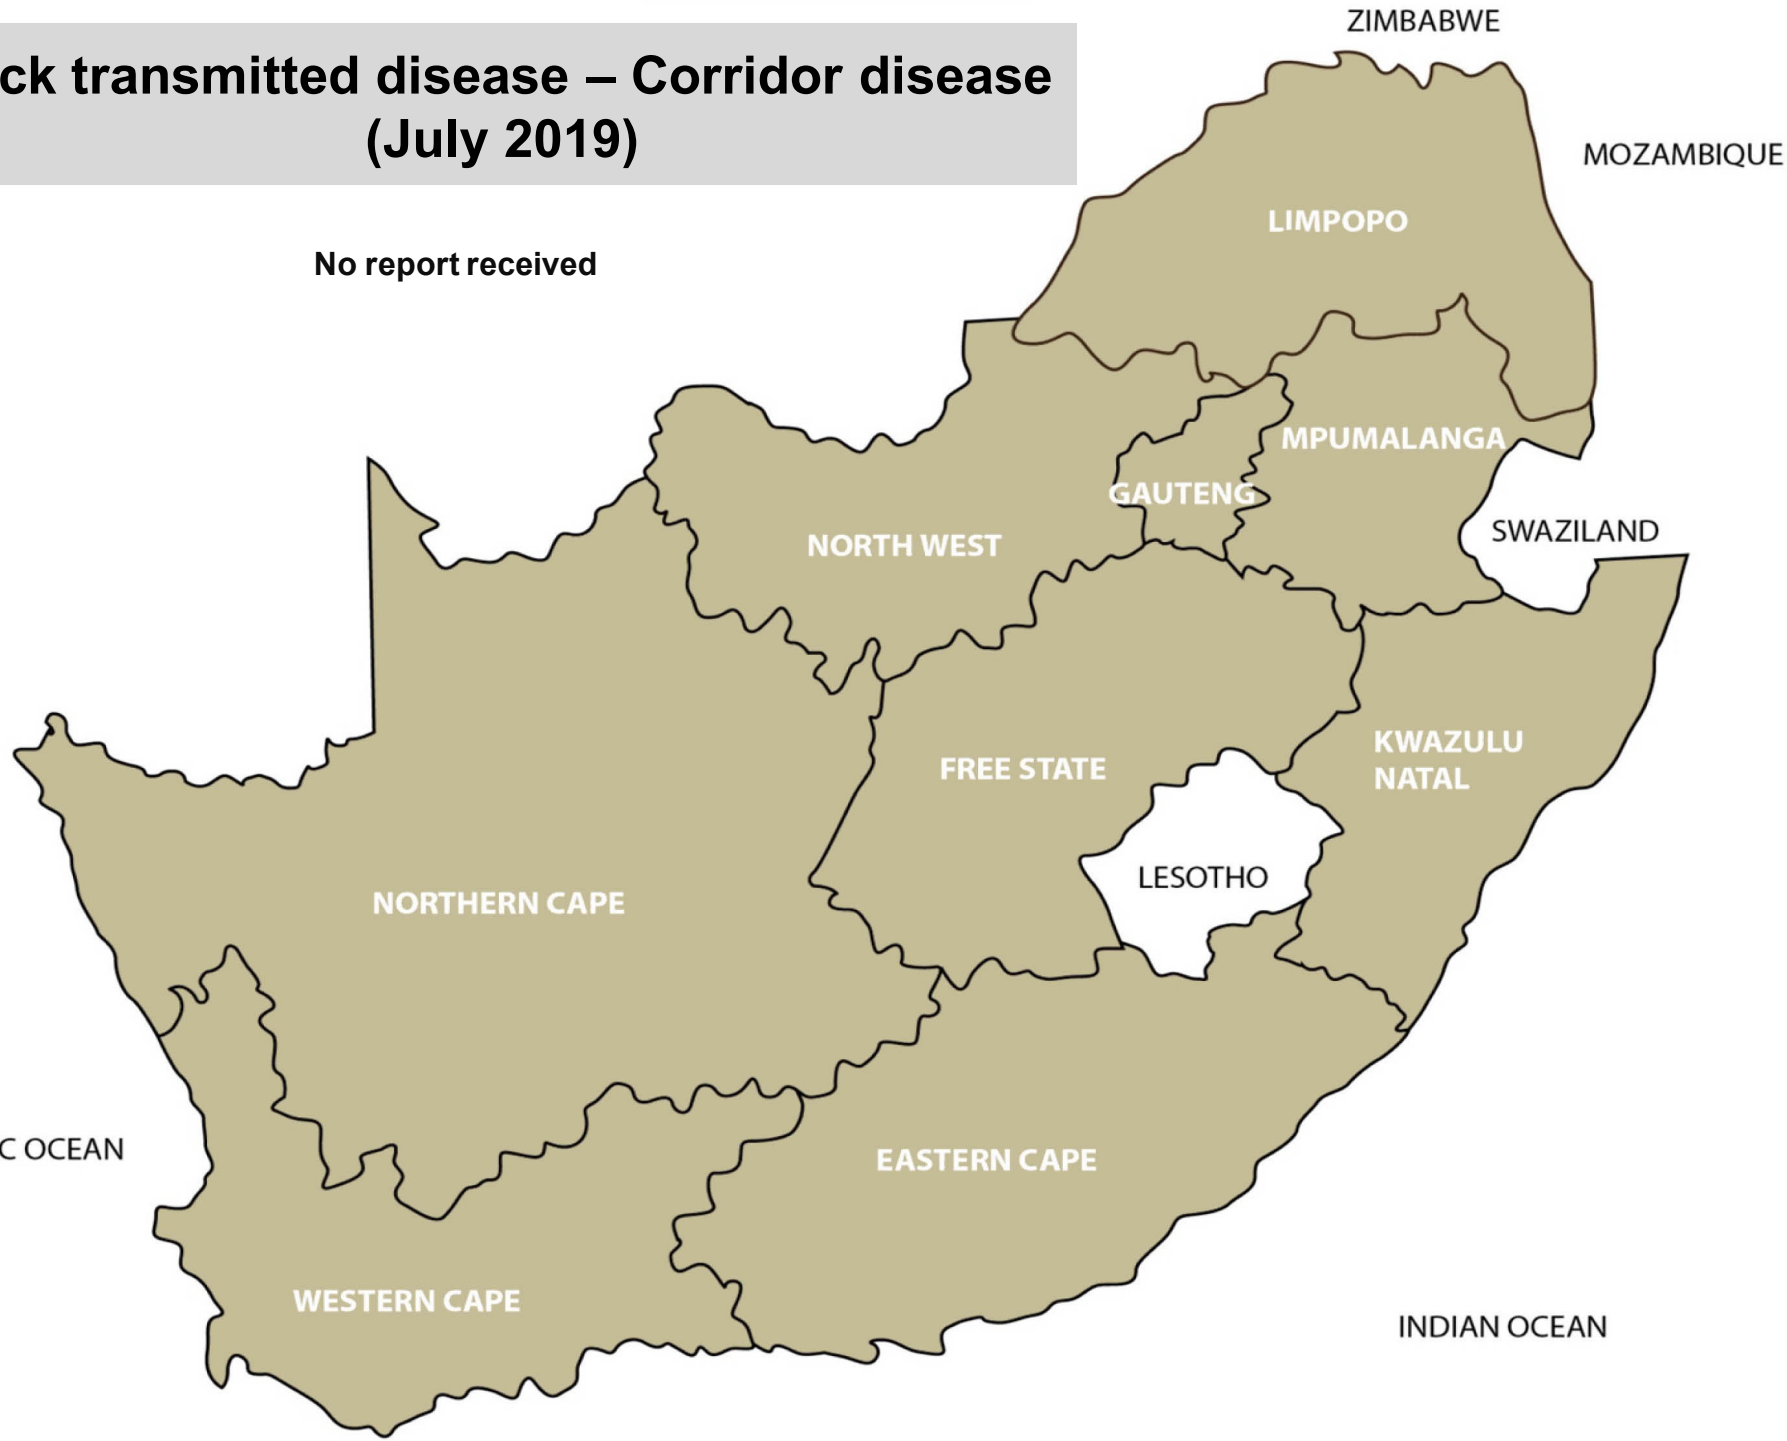 ZIMBABWE
ck transmitted disease – Corridor disease
(July 2019)
MOZAMBIQUE
LIMPOPO
No report received
MPUMALANGA
GAUTENG
SWAZILAND
NORTH WEST
KWAZULU
NATAL
FREE STATE
LESOTHO
NORTHERN CAPE
C OCEAN
EASTERN CAPE
WESTERN CAPE
INDIAN OCEAN